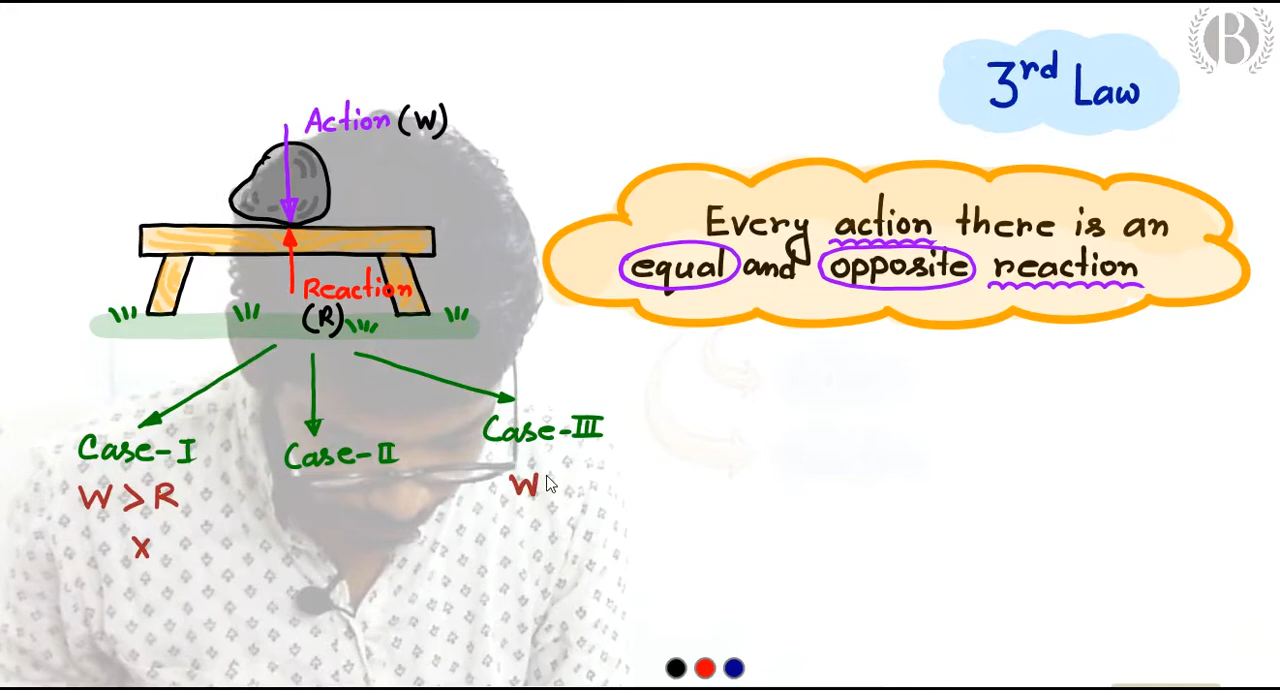 3rd Law
Action (W)
Every action there is an
equal and opposite reaction
Reaction
(R)
Case-I
Case-II
Case-III
W > R
W
x
B